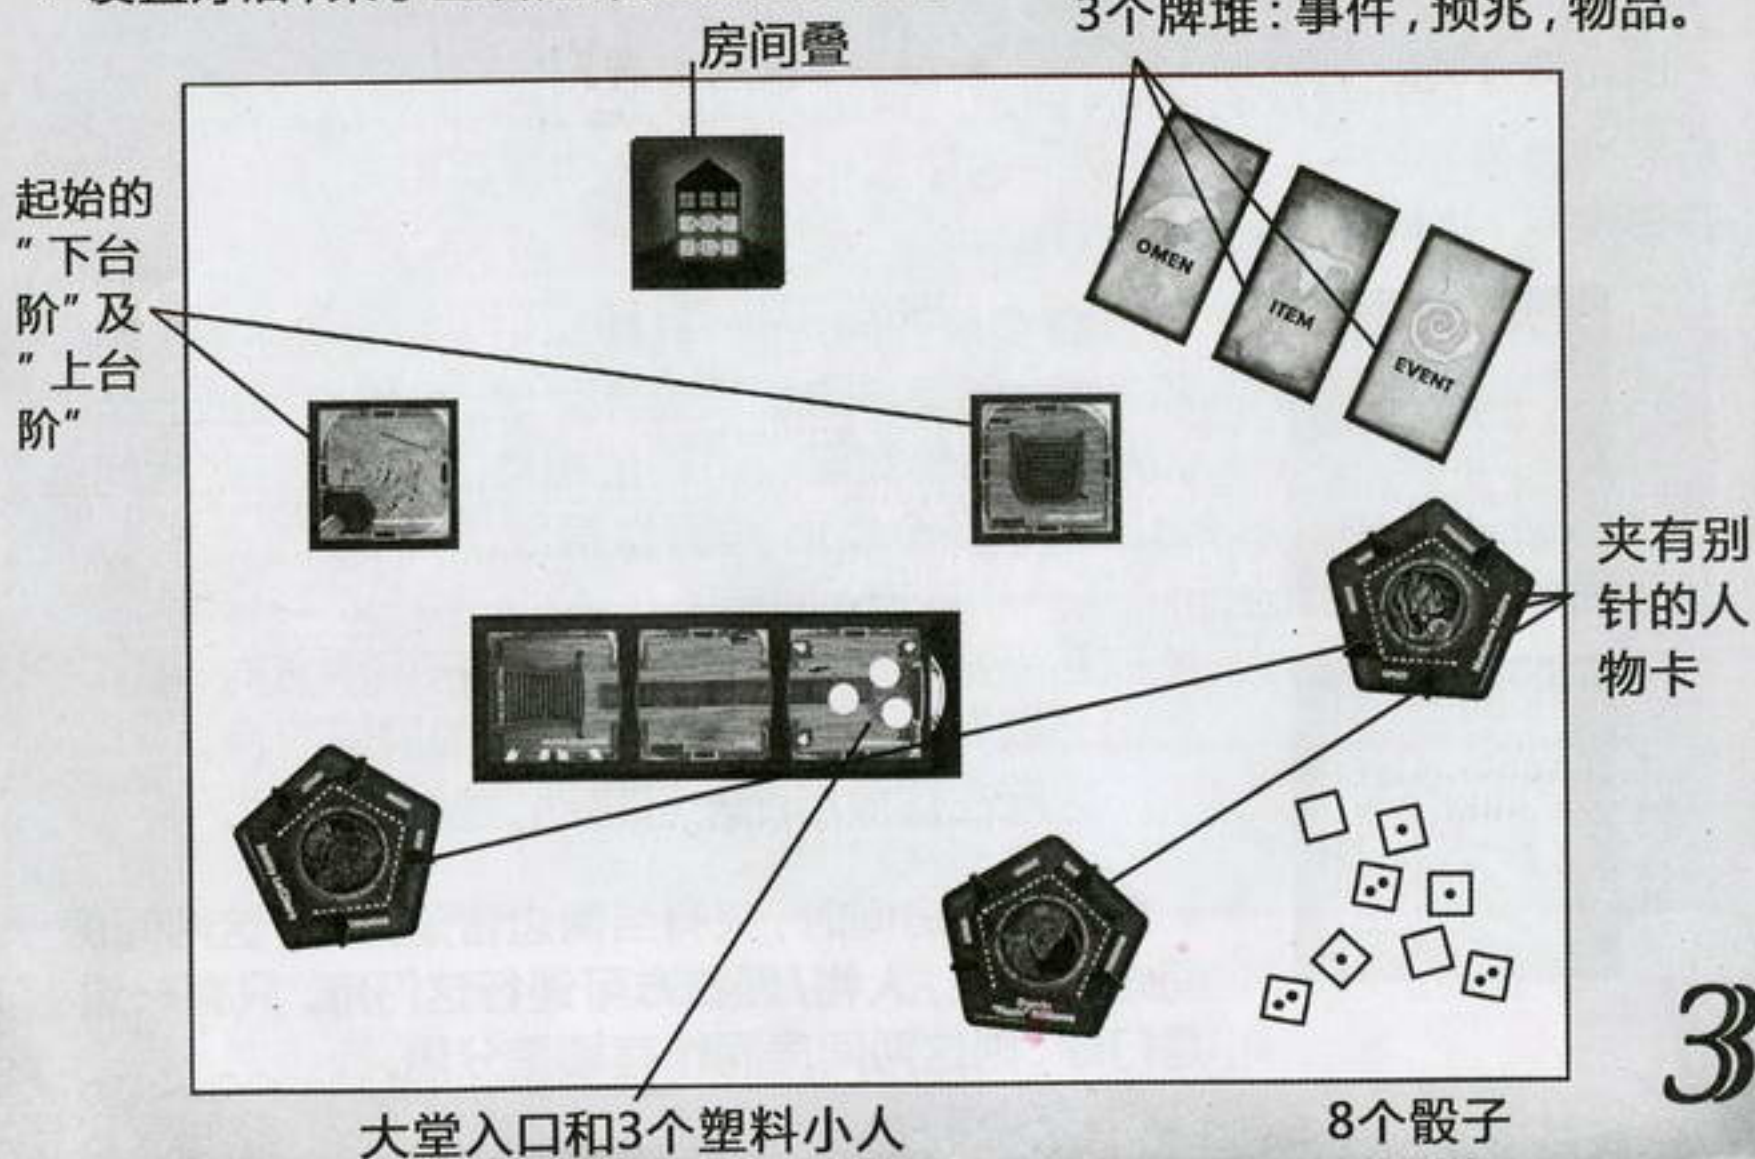 3个牌堆：事件，预兆，物品。
房间叠
起始的
"下台
阶"及
"上台
阶"
OMEN
ITEM
EVENT
夹有别
针的人
物卡
大堂入口和3个塑料小人
8个骰子
3